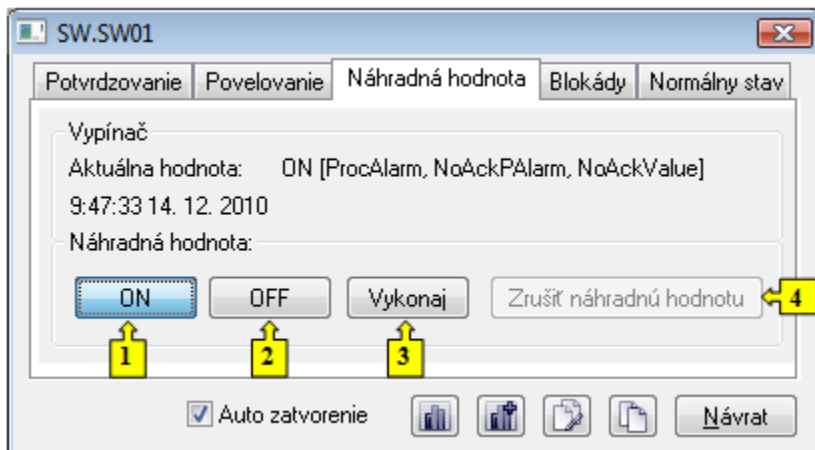 SW.SW01
Potvrdzovanie Povelovanie Náhradná hodnota Blokády Normálny stav
Vypínač
Aktuálna hodnota: ON [ProcAlarm, NoAckPAlarm, NoAckValue]
9:47:33 14. 12. 2010
Náhradná hodnota:
ON OFF Vykonaj Zrušiť náhradnú hodnotu 4
1 2 3
Auto zatvorenie Návrat